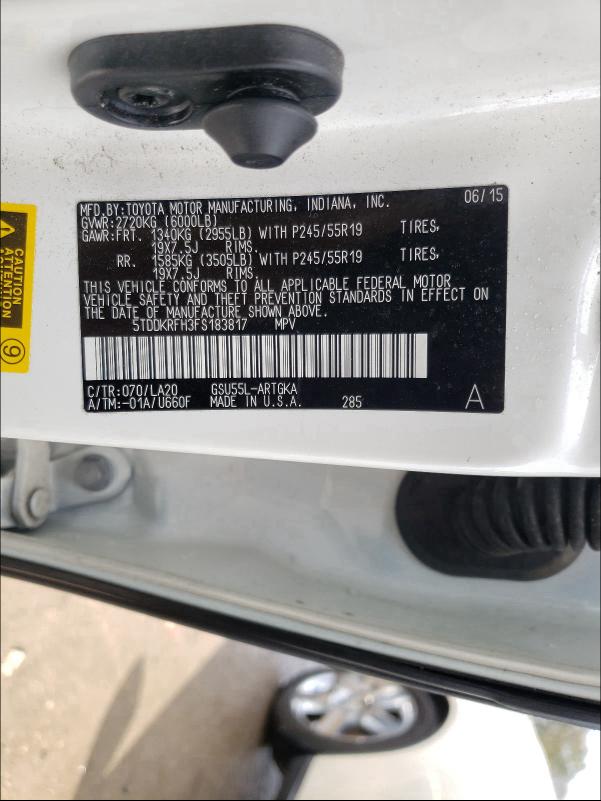 MFD.BY:TOYOTA MOTOR MANUFACTURING, INDIANA, INC. 06/15
GVWR:2720KG (6000LB)
GAWR:FRT. 1340KG (2955LB) WITH P245/55R19 TIRES,
19X7.5J RIMS.
RR. 1585KG (3505LB) WITH P245/55R19 TIRES,
19X7.5J RIMS.
THIS VEHICLE CONFORMS TO ALL APPLICABLE FEDERAL MOTOR
VEHICLE SAFETY AND THEFT PREVENTION STANDARDS IN EFFECT ON
THE DATE OF MANUFACTURE SHOWN ABOVE.
5TDDKRFH3FS183817 MPV
C/TR:070/LA20 GSU55L-ARTGKA
A/TM:-01A/U660F MADE IN U.S.A. 285 A
CAUTION
ATTENTION
9